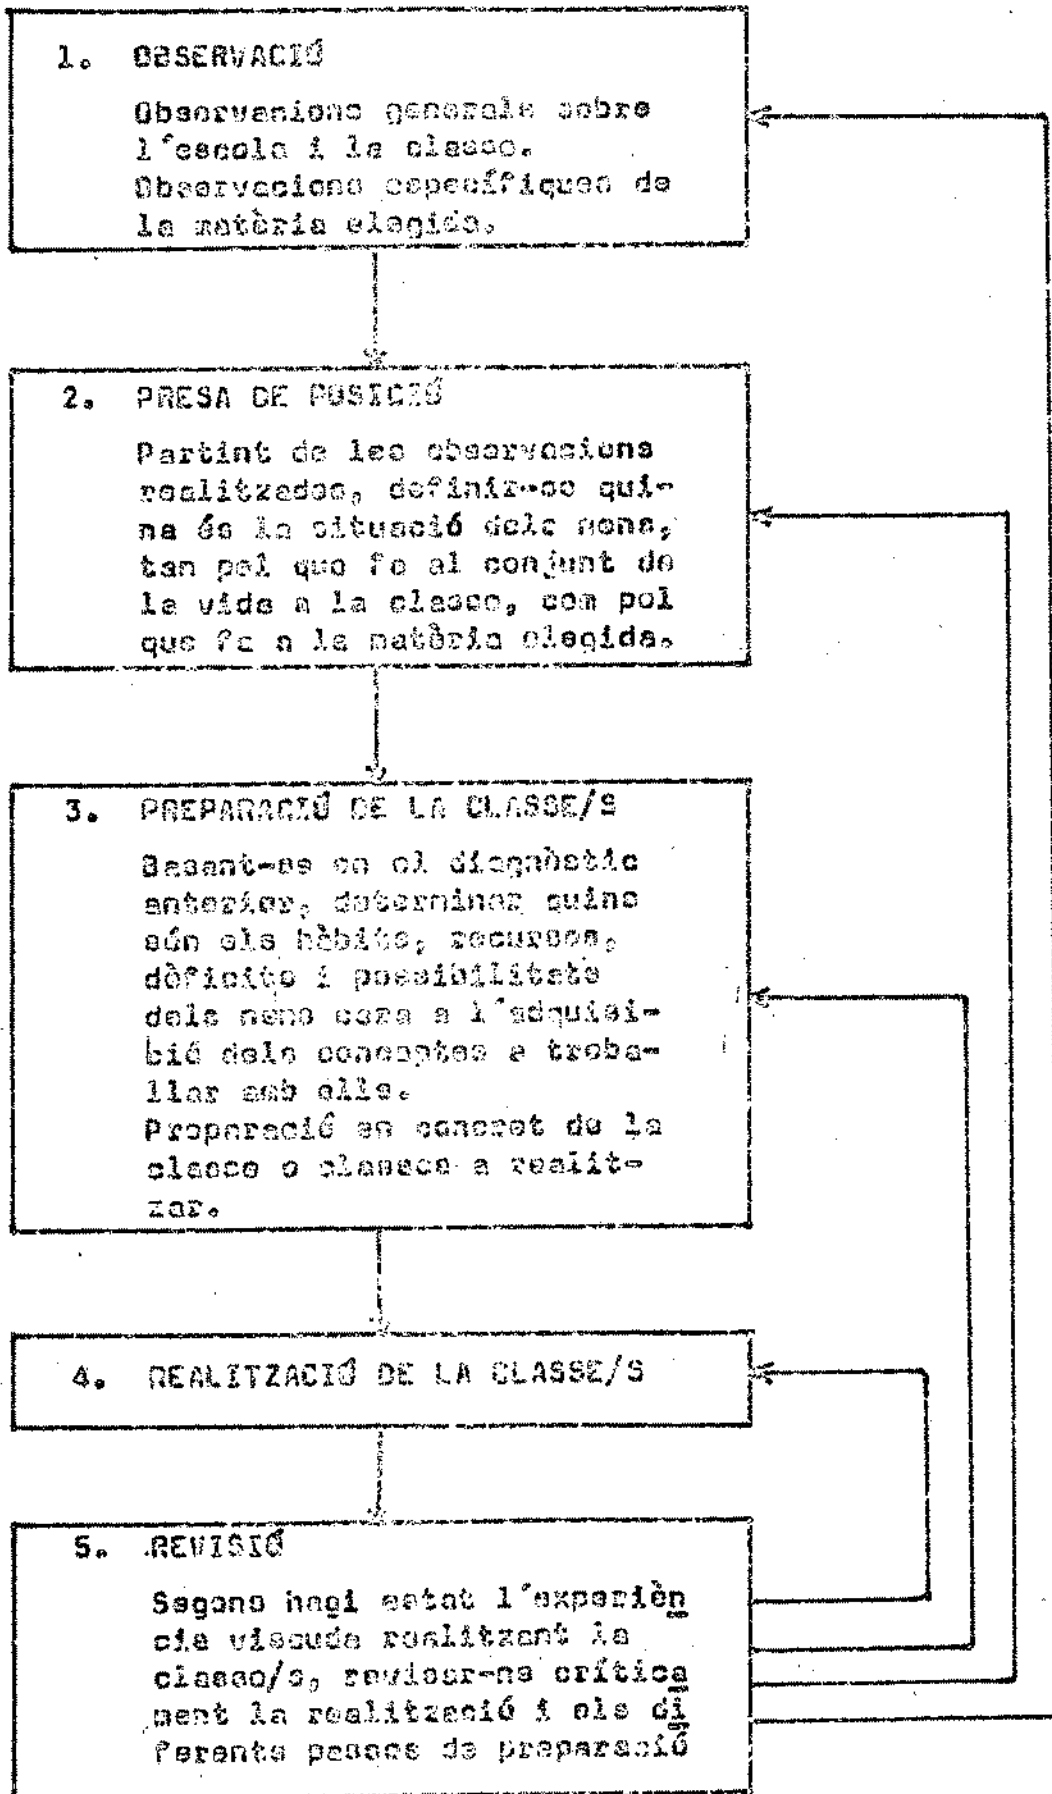 1. OBSERVACIÓ
Observacions generals sobre
l'escola i la classe.
Observacions específiques de
la matèria elegida.
2. PRESA DE POSICIÓ
Partint de les observacions
realitzades, definir-se qui-
na és la situació dels nens,
tan pel que fa al conjunt de
la vida a la classe, com pel
que fa a la matèria elegida.
3. PREPARACIÓ DE LA CLASSE/S
Basant-se en el diagnòstic
anterior, determinar quins
són els hàbits, recursos,
dèficits i possibilitats
dels nens cara a l'adquisi-
ció dels conceptes a treba-
llar amb ells.
Preparació en concret de la
classe o classes a realit-
zar.
4. REALITZACIÓ DE LA CLASSE/S
5. REVISIÓ
Segons hagi estat l'experièn
cia viscuda realitzant la
classe/s, revisar-ne crítica
ment la realització i els di
ferents passos de preparació